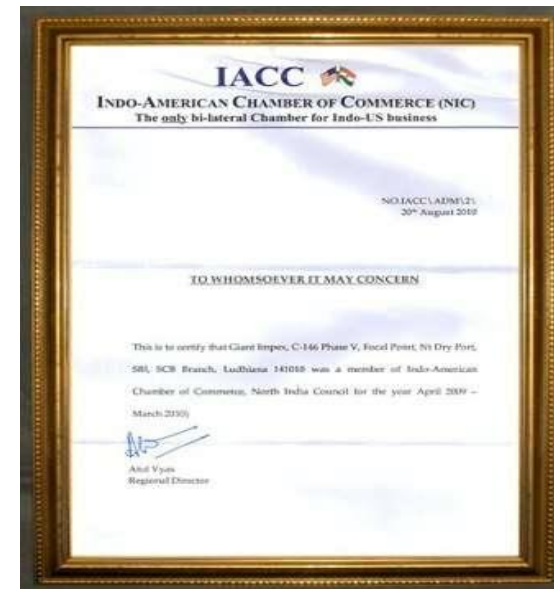 IACC
INDO-AMERICAN CHAMBER OF COMMERCE (NIC)
The only bi-lateral Chamber for Indo-US business
NO.IACC\ADM\2\
20th August 2010
TO WHOMSOEVER IT MAY CONCERN
This is to certify that Giant Impex, C-146 Phase V, Focal Point, Nr Dry Port,
SBI, SCB Branch, Ludhiana 141010 was a member of Indo-American
Chamber of Commerce, North India Council for the year April 2009 –
March 2010
Atul Vyas
Regional Director